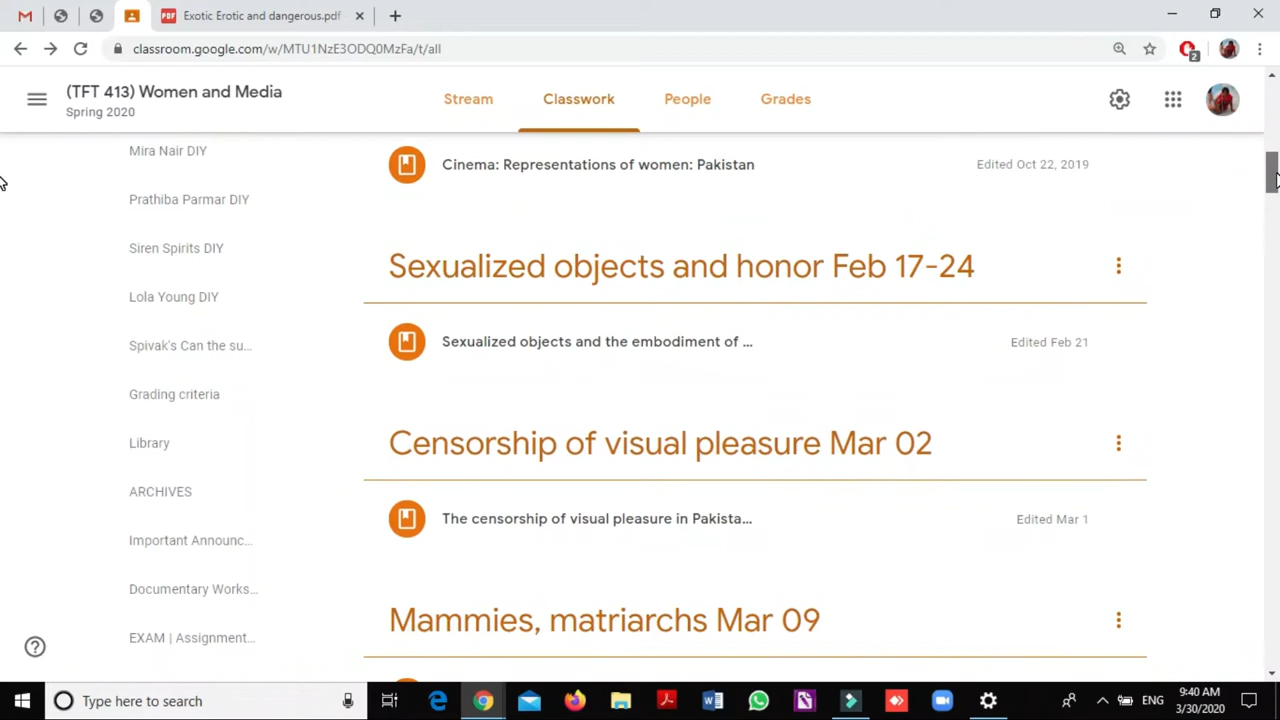 Exotic Erotic and dangerous.pdf
classroom.google.com/w/MTU1NzE3ODQ0MzFa/t/all
2
(TFT 413) Women and Media
Spring 2020
Stream
Classwork
People
Grades
Mira Nair DIY
Prathiba Parmar DIY
Siren Spirits DIY
Lola Young DIY
Spivak's Can the su...
Grading criteria
Library
ARCHIVES
Important Announc...
Documentary Works...
EXAM | Assignment...
Cinema: Representations of women: Pakistan
Edited Oct 22, 2019
Sexualized objects and honor Feb 17-24
Sexualized objects and the embodiment of ...
Edited Feb 21
Censorship of visual pleasure Mar 02
The censorship of visual pleasure in Pakista...
Edited Mar 1
Mammies, matriarchs Mar 09
Type here to search
ENG
9:40 AM
3/30/2020